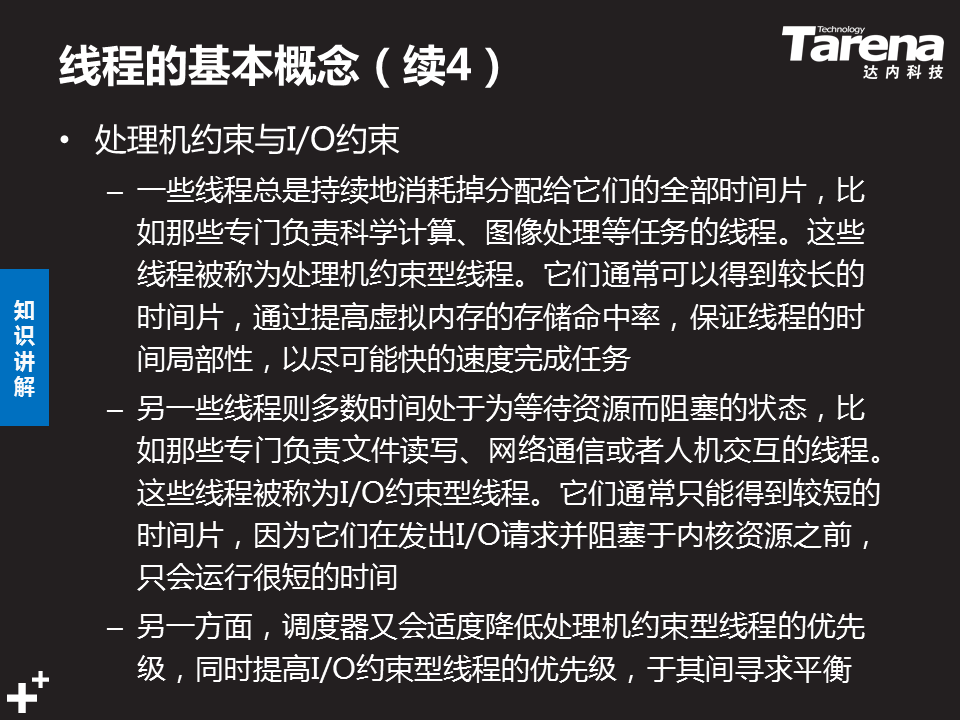 线程的基本概念（续4）
Technology
Tarena
达内科技
• 处理机约束与I/O约束
– 一些线程总是持续地消耗掉分配给它们的全部时间片，比
如那些专门负责科学计算、图像处理等任务的线程。这些
线程被称为处理机约束型线程。它们通常可以得到较长的
时间片，通过提高虚拟内存的存储命中率，保证线程的时
间局部性，以尽可能快的速度完成任务
– 另一些线程则多数时间处于为等待资源而阻塞的状态，比
如那些专门负责文件读写、网络通信或者人机交互的线程。
这些线程被称为I/O约束型线程。它们通常只能得到较短的
时间片，因为它们在发出I/O请求并阻塞于内核资源之前，
只会运行很短的时间
– 另一方面，调度器又会适度降低处理机约束型线程的优先
级，同时提高I/O约束型线程的优先级，于其间寻求平衡
知
识
讲
解